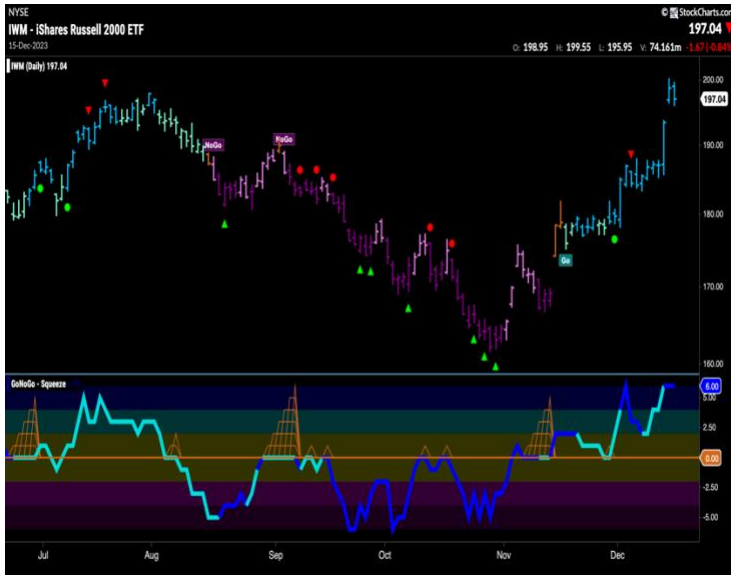 NYSE
© StockCharts.com
IWM - iShares Russell 2000 ETF
197.04
15-Dec-2023
O: 198.95 H: 199.55 L: 195.95 V: 74.161m -1.67 (-0.84%)
IWM (Daily) 197.04
200.00
197.04
190.00
180.00
170.00
160.00
NoGo
NoGo
Go
GoNoGo - Squeeze
6.00
5.00
2.50
0.00
-2.50
-5.00
Jul Aug Sep Oct Nov Dec